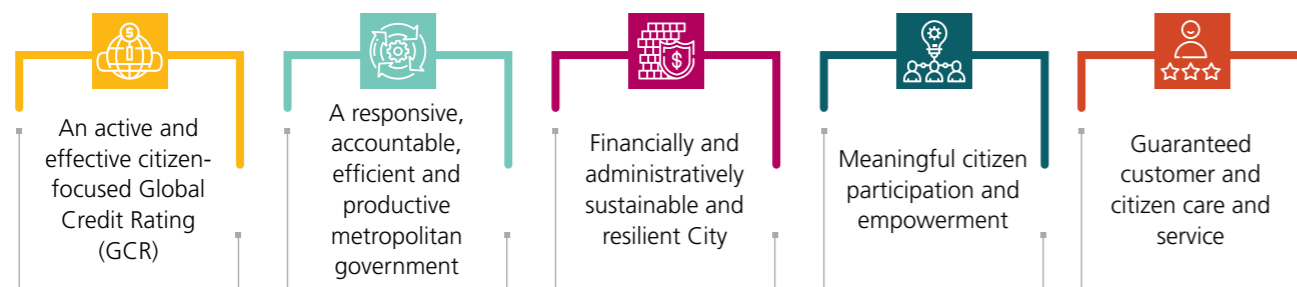 An active and
effective citizen-
focused Global
Credit Rating
(GCR)
A responsive,
accountable,
efficient and
productive
metropolitan
government
Financially and
administratively
sustainable and
resilient City
Meaningful citizen
participation and
empowerment
Guaranteed
customer and
citizen care and
service